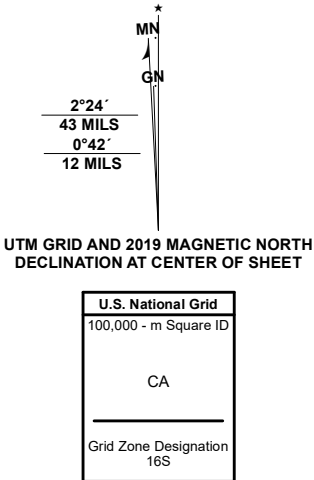 MN
GN
2°24´
43 MILS
0°42´
12 MILS
UTM GRID AND 2019 MAGNETIC NORTH
DECLINATION AT CENTER OF SHEET
U.S. National Grid
100,000 - m Square ID
CA
Grid Zone Designation
16S